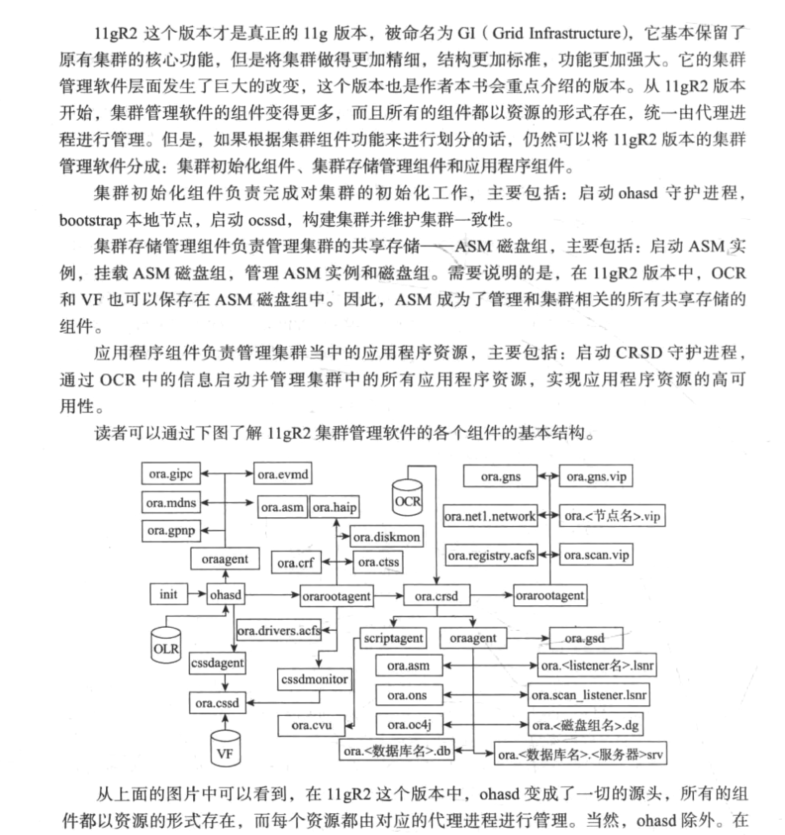 11gR2 这个版本才是真正的 11g 版本，被命名为 GI（Grid Infrastructure），它基本保留了
原有集群的核心功能，但是将集群做得更加精细，结构更加标准，功能更加强大。它的集群
管理软件层面发生了巨大的改变，这个版本也是作者本书会重点介绍的版本。从 11gR2 版本
开始，集群管理软件的组件变得更多，而且所有的组件都以资源的形式存在，统一由代理进
程进行管理。但是，如果根据集群组件功能来进行划分的话，仍然可以将 11gR2 版本的集群
管理软件分成：集群初始化组件、集群存储管理组件和应用程序组件。
集群初始化组件负责完成对集群的初始化工作，主要包括：启动 ohasd 守护进程，
bootstrap 本地节点，启动 ocssd，构建集群并维护集群一致性。
集群存储管理组件负责管理集群的共享存储——ASM 磁盘组，主要包括：启动 ASM 实
例，挂载 ASM 磁盘组，管理 ASM 实例和磁盘组。需要说明的是，在 11gR2 版本中，OCR
和 VF 也可以保存在 ASM 磁盘组中。因此，ASM 成为了管理和集群相关的所有共享存储的
组件。
应用程序组件负责管理集群当中的应用程序资源，主要包括：启动 CRSD 守护进程，
通过 OCR 中的信息启动并管理集群中的所有应用程序资源，实现应用程序资源的高可
用性。
读者可以通过下图了解 11gR2 集群管理软件的各个组件的基本结构。
ora.gipc
ora.evmd
ora.gns
ora.gns.vip
ora.mdns
ora.asm
ora.haip
OCR
ora.net1.network
ora.<节点名>.vip
ora.gpnp
ora.diskmon
oraagent
ora.crf
ora.ctss
ora.registry.acfs
ora.scan.vip
init
ohasd
orarootagent
ora.crsd
orarootagent
OLR
ora.drivers.acfs
scriptagent
oraagent
ora.gsd
cssdagent
cssdmonitor
ora.asm
ora.<listener名>.lsnr
ora.cssd
ora.ons
ora.scan_listener.lsnr
ora.cvu
ora.oc4j
ora.<磁盘组名>.dg
VF
ora.<数据库名>.db
ora.<数据库名>.<服务器>srv
从上面的图片中可以看到，在 11gR2 这个版本中，ohasd 变成了一切的源头，所有的组
件都以资源的形式存在，而每个资源都由对应的代理进程进行管理。当然，ohasd 除外。在